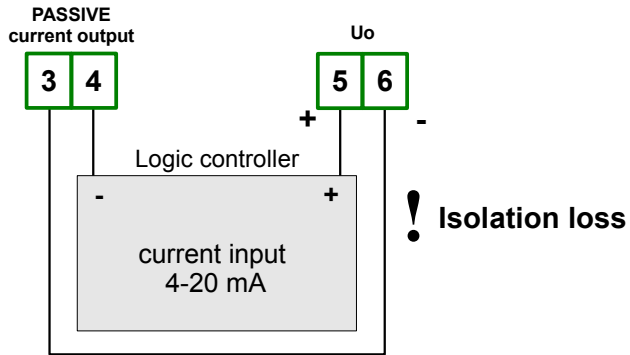 PASSIVE
current output
Uo
3 4
5 6
+ -
Logic controller
- +
current input
4-20 mA
! Isolation loss